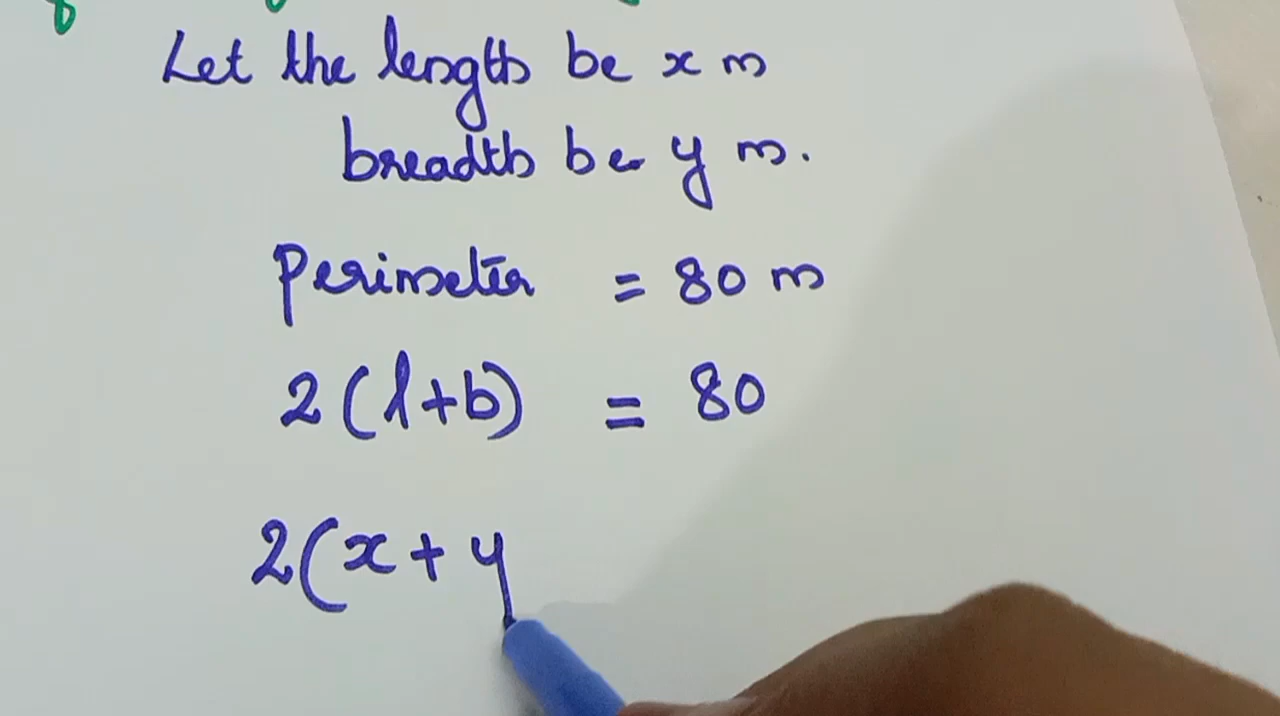 Let the length be x m
breadth be y m.
Perimeter = 80 m
2(l+b) = 80
2(x+y